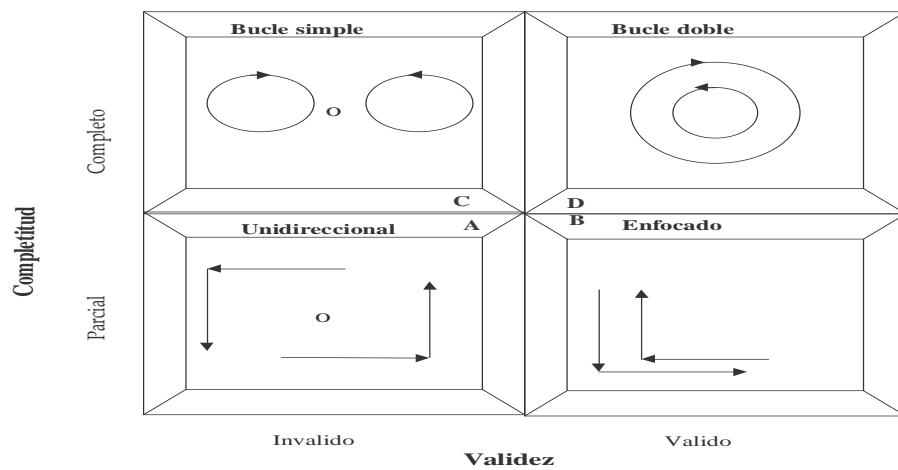 Bucle simple
Bucle doble
O
Completo
C
D
Completitud
Unidireccional
A
B
Enfocado
Parcial
O
Invalido
Valido
Validez